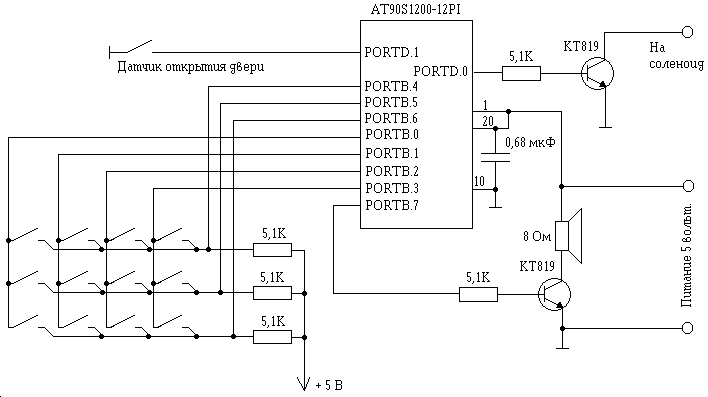 AT90S1200-12PI
PORTD.1
Датчик открытия двери
PORTD.0
5,1K
КТ819
На
соленоид
PORTB.4
PORTB.5
PORTB.6
PORTB.0
PORTB.1
PORTB.2
PORTB.3
PORTB.7
1
20
0,68 мкФ
10
8 Ом
КТ819
5,1K
Питание 5 вольт.
5,1K
5,1K
5,1K
+ 5 В